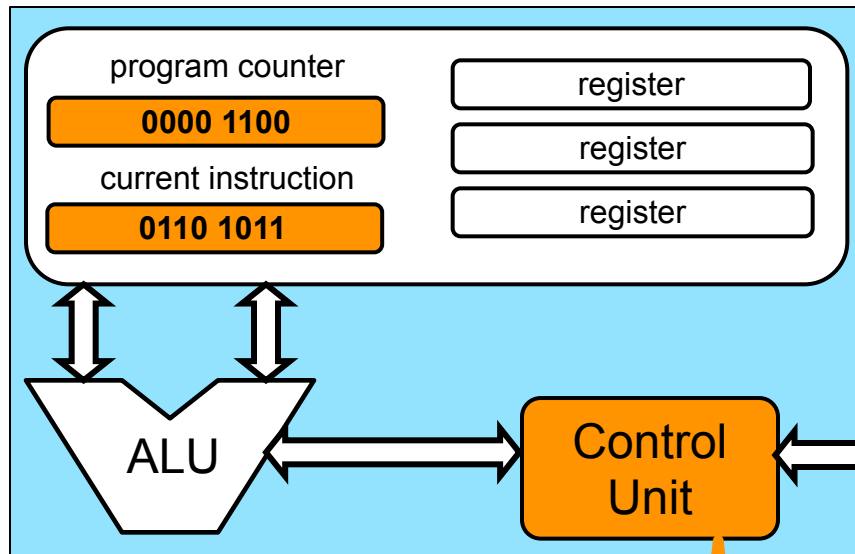 program counter
0000 1100
current instruction
0110 1011
register
register
register
ALU
Control
Unit